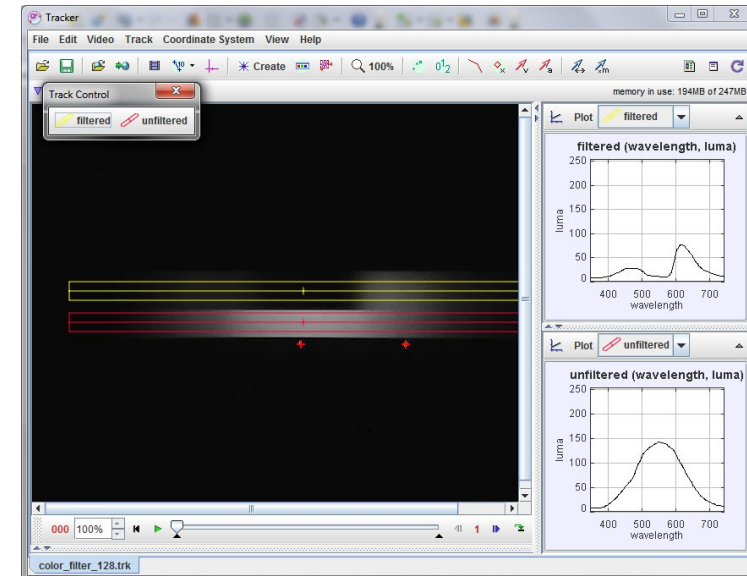 Tracker
File Edit Video Track Coordinate System View Help
Create 100%
memory in use: 194MB of 247MB
Track Control
filtered unfiltered
Plot filtered
filtered (wavelength, luma)
250
200
150
100
50
0
luma
400 500 600 700
wavelength
Plot unfiltered
unfiltered (wavelength, luma)
250
200
150
100
50
0
luma
400 500 600 700
wavelength
000 100% 1
color_filter_128.trk